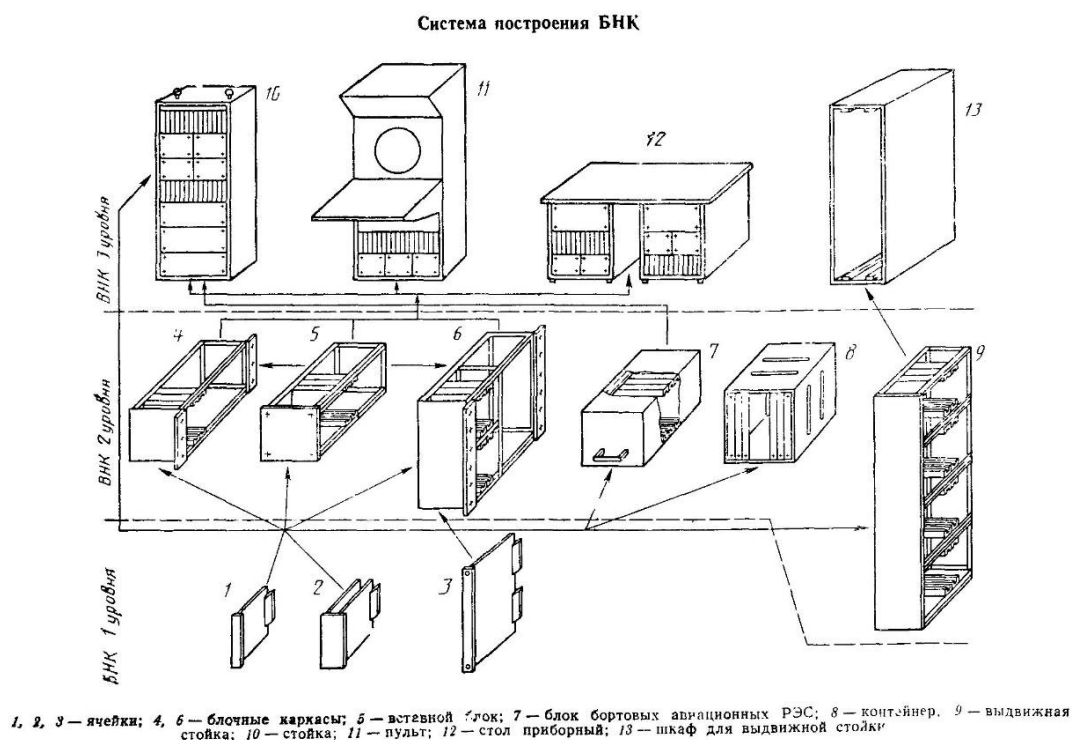 Система построения БНК
10
11
12
13
БНК 3 уровня
4
5
6
7
8
9
БНК 2 уровня
1
2
3
БНК 1 уровня
1, 2, 3 — ячейки; 4, 6 — блочные каркасы; 5 — вставной блок; 7 — блок бортовых авиационных РЭС; 8 — контейнер, 9 — выдвижная
стойка; 10 — стойка; 11 — пульт; 12 — стол приборный; 13 — шкаф для выдвижной стойки